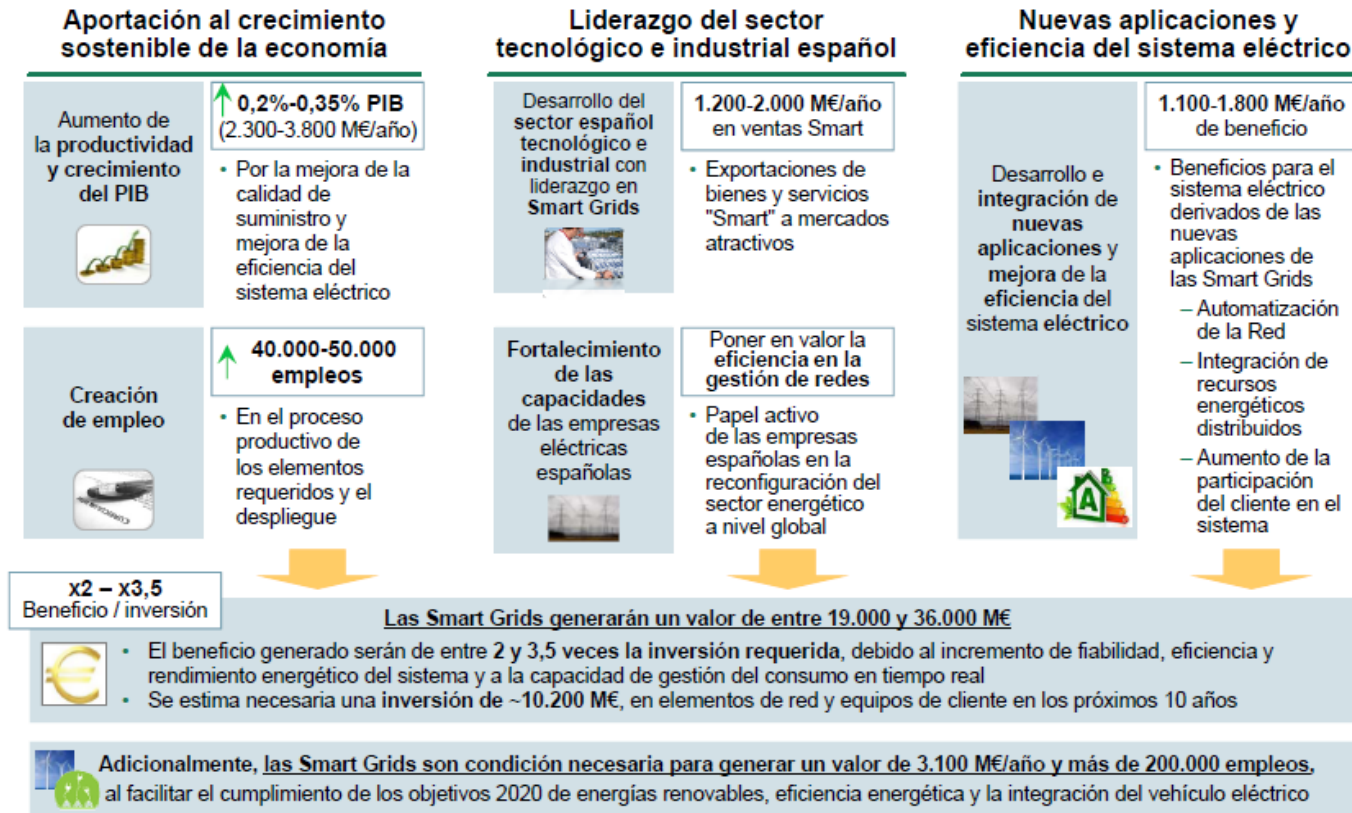 Aportación al crecimiento
sostenible de la economía
Aumento de
la productividad
y crecimiento
del PIB
0,2%-0,35% PIB
(2.300-3.800 M€/año)
• Por la mejora de la
calidad de
suministro y
mejora de la
eficiencia del
sistema eléctrico
Creación
de empleo
40.000-50.000
empleos
• En el proceso
productivo de
los elementos
requeridos y el
despliegue
Liderazgo del sector
tecnológico e industrial español
Desarrollo del
sector español
tecnológico e
industrial con
liderazgo en
Smart Grids
1.200-2.000 M€/año
en ventas Smart
• Exportaciones de
bienes y servicios
"Smart" a mercados
atractivos
Fortalecimiento
de las
capacidades
de las empresas
eléctricas
españolas
Poner en valor la
eficiencia en la
gestión de redes
• Papel activo
de las empresas
españolas en la
reconfiguración del
sector energético
a nivel global
Nuevas aplicaciones y
eficiencia del sistema eléctrico
Desarrollo e
integración de
nuevas
aplicaciones y
mejora de la
eficiencia del
sistema eléctrico
A
B
1.100-1.800 M€/año
de beneficio
• Beneficios para el
sistema eléctrico
derivados de las
nuevas
aplicaciones de
las Smart Grids
– Automatización
de la Red
– Integración de
recursos
energéticos
distribuidos
– Aumento de la
participación
del cliente en el
sistema
x2 – x3,5
Beneficio / inversión
Las Smart Grids generarán un valor de entre 19.000 y 36.000 M€
€
• El beneficio generado serán de entre 2 y 3,5 veces la inversión requerida, debido al incremento de fiabilidad, eficiencia y
rendimiento energético del sistema y a la capacidad de gestión del consumo en tiempo real
• Se estima necesaria una inversión de ~10.200 M€, en elementos de red y equipos de cliente en los próximos 10 años
Adicionalmente, las Smart Grids son condición necesaria para generar un valor de 3.100 M€/año y más de 200.000 empleos,
al facilitar el cumplimiento de los objetivos 2020 de energías renovables, eficiencia energética y la integración del vehículo eléctrico